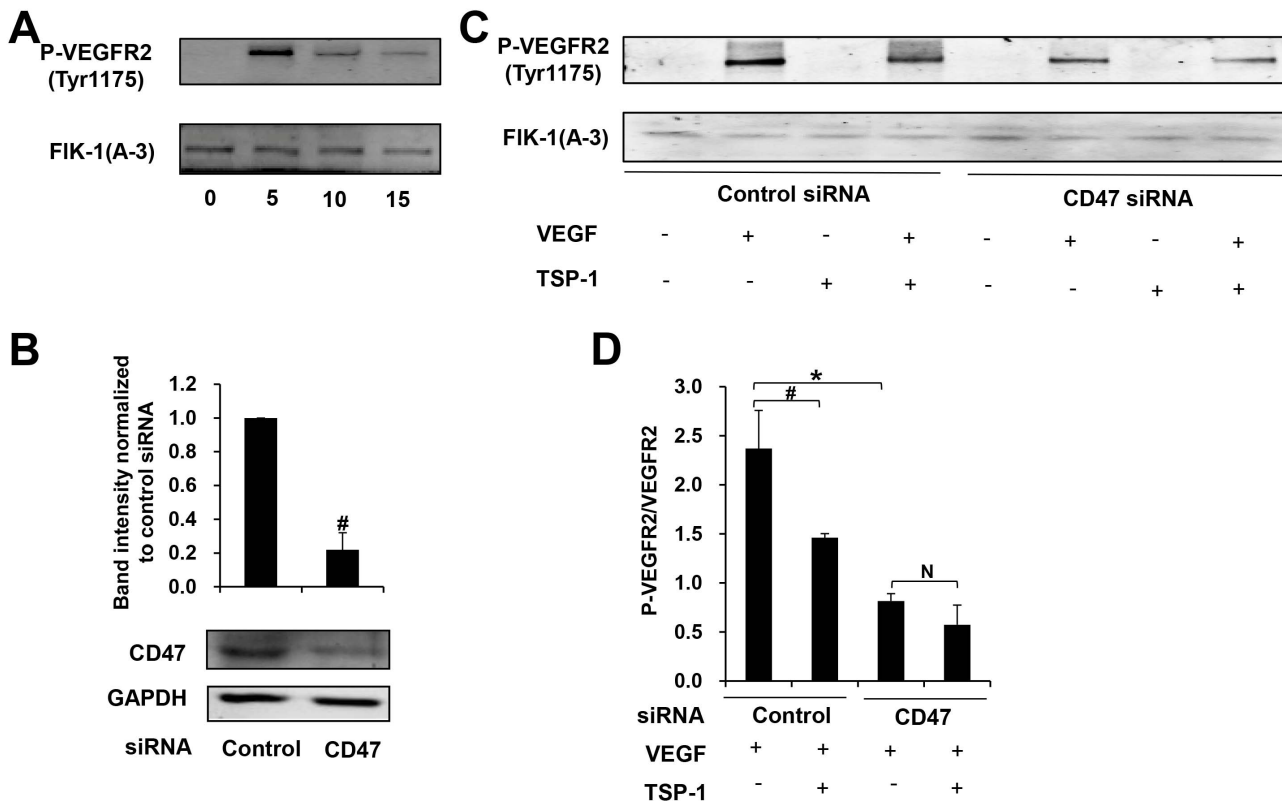 A
P-VEGFR2
(Tyr1175)
FIK-1(A-3)
0 5 10 15
B
Band intensity normalized
to control siRNA
1.2
1.0
0.8
0.6
0.4
0.2
0.0
#
CD47
GAPDH
siRNA Control CD47
C
P-VEGFR2
(Tyr1175)
FIK-1(A-3)
Control siRNA CD47 siRNA
VEGF - + - + - + - +
TSP-1 - - + + - - + +
D
P-VEGFR2/VEGFR2
3.0
2.5
2.0
1.5
1.0
0.5
0.0
*
#
N
siRNA Control CD47
VEGF + + + +
TSP-1 - + - +